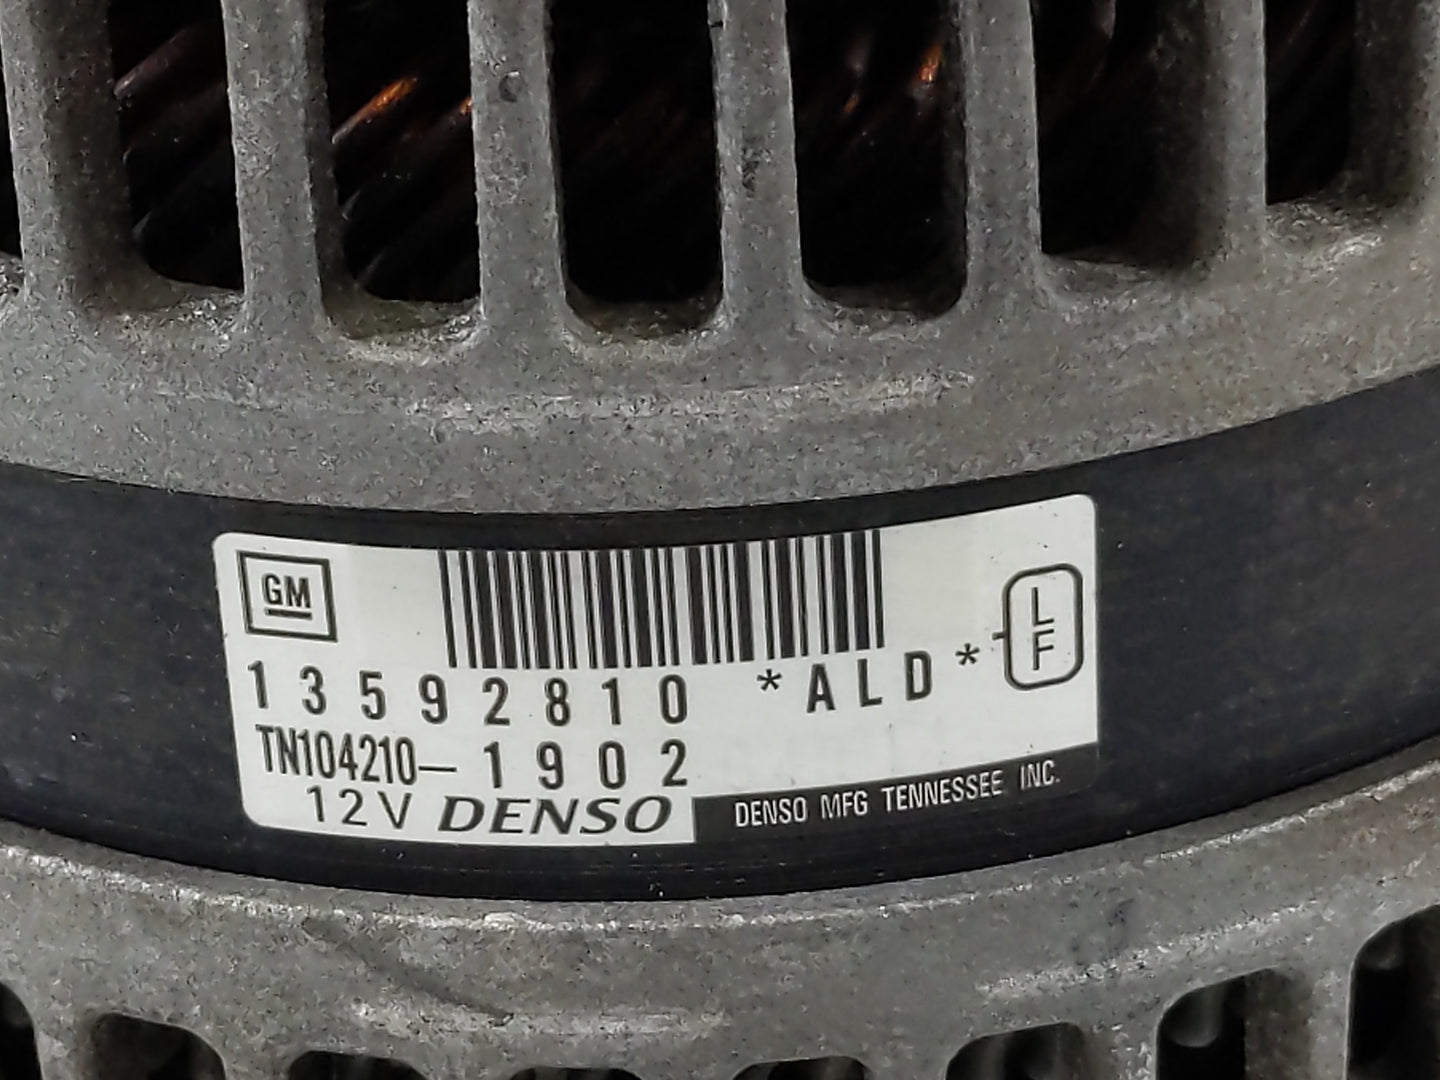 GM
13592810 *ALD*
L
F
TN104210-1902
12V DENSO
DENSO MFG TENNESSEE INC.